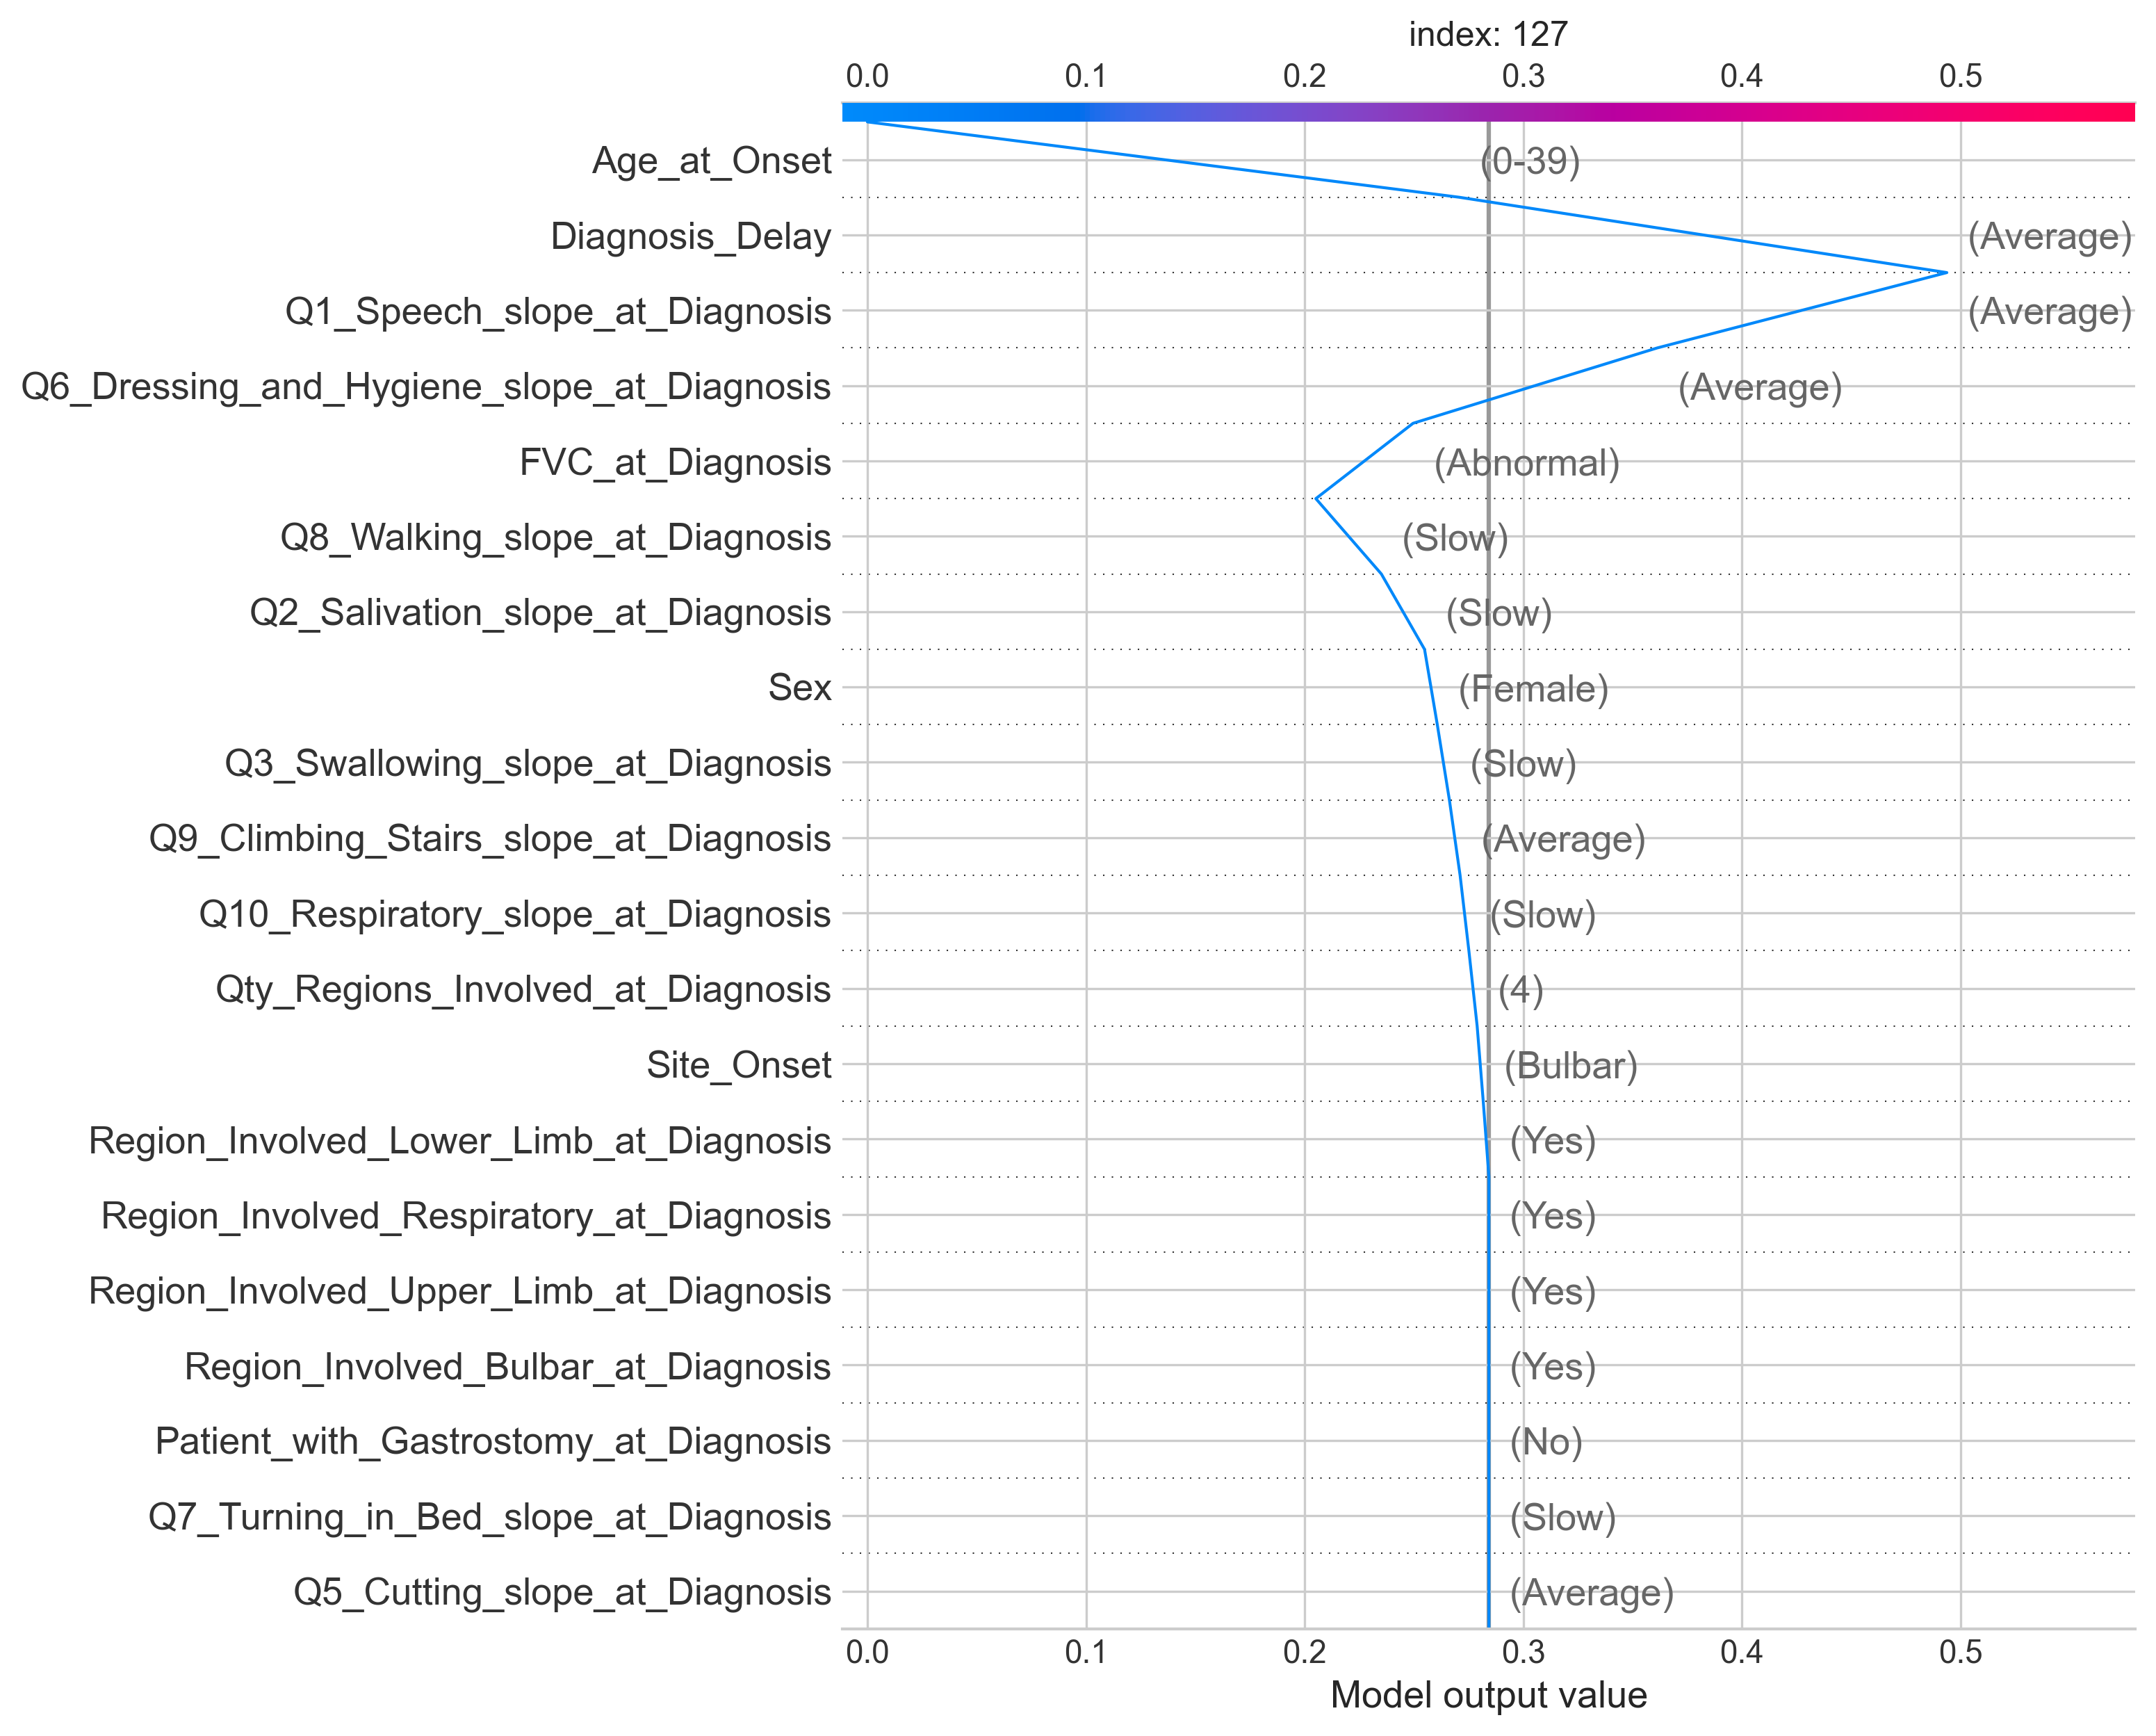 index: 127
0.0 0.1 0.2 0.3 0.4 0.5
Age_at_Onset (0-39)
Diagnosis_Delay (Average)
Q1_Speech_slope_at_Diagnosis (Average)
Q6_Dressing_and_Hygiene_slope_at_Diagnosis (Average)
FVC_at_Diagnosis (Abnormal)
Q8_Walking_slope_at_Diagnosis (Slow)
Q2_Salivation_slope_at_Diagnosis (Slow)
Sex (Female)
Q3_Swallowing_slope_at_Diagnosis (Slow)
Q9_Climbing_Stairs_slope_at_Diagnosis (Average)
Q10_Respiratory_slope_at_Diagnosis (Slow)
Qty_Regions_Involved_at_Diagnosis (4)
Site_Onset (Bulbar)
Region_Involved_Lower_Limb_at_Diagnosis (Yes)
Region_Involved_Respiratory_at_Diagnosis (Yes)
Region_Involved_Upper_Limb_at_Diagnosis (Yes)
Region_Involved_Bulbar_at_Diagnosis (Yes)
Patient_with_Gastrostomy_at_Diagnosis (No)
Q7_Turning_in_Bed_slope_at_Diagnosis (Slow)
Q5_Cutting_slope_at_Diagnosis (Average)
0.0 0.1 0.2 0.3 0.4 0.5
Model output value